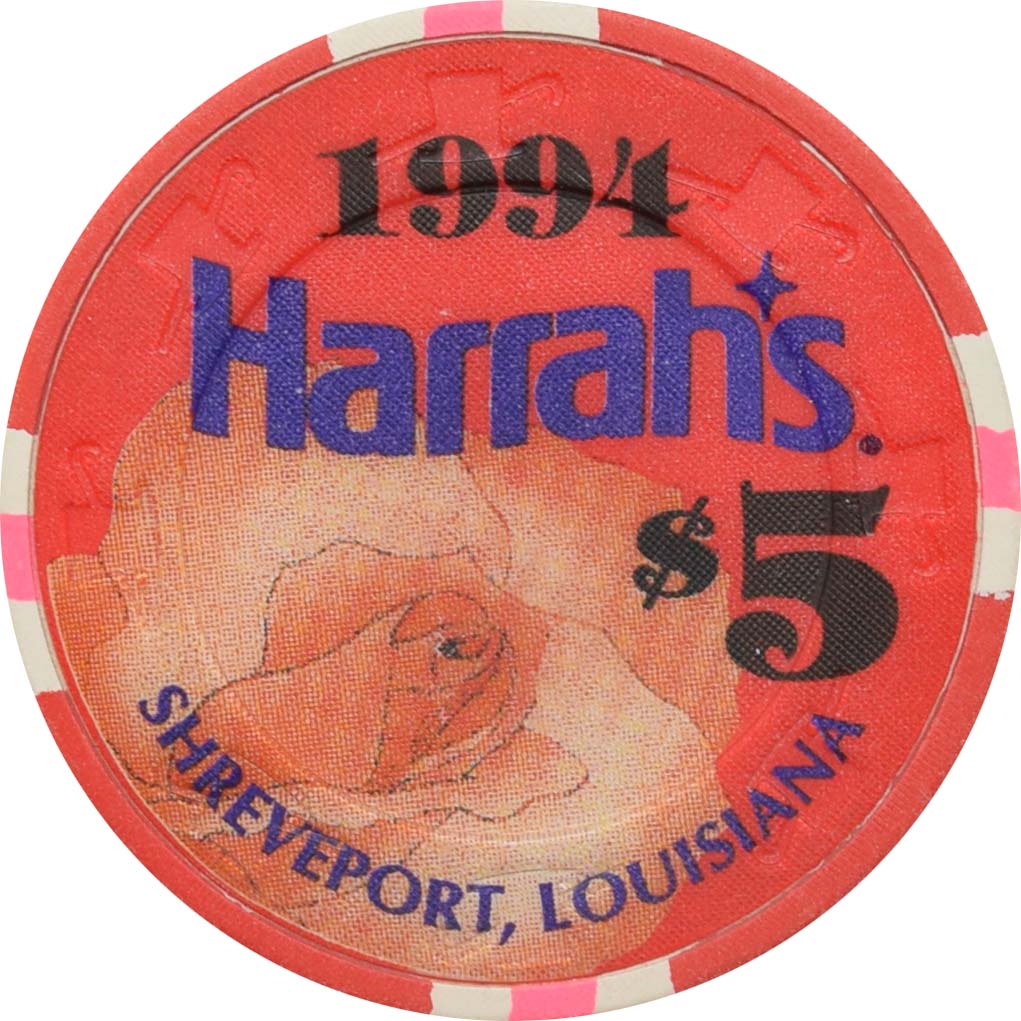 1994
Harrah's®
$5
SHREVEPORT, LOUISIANA